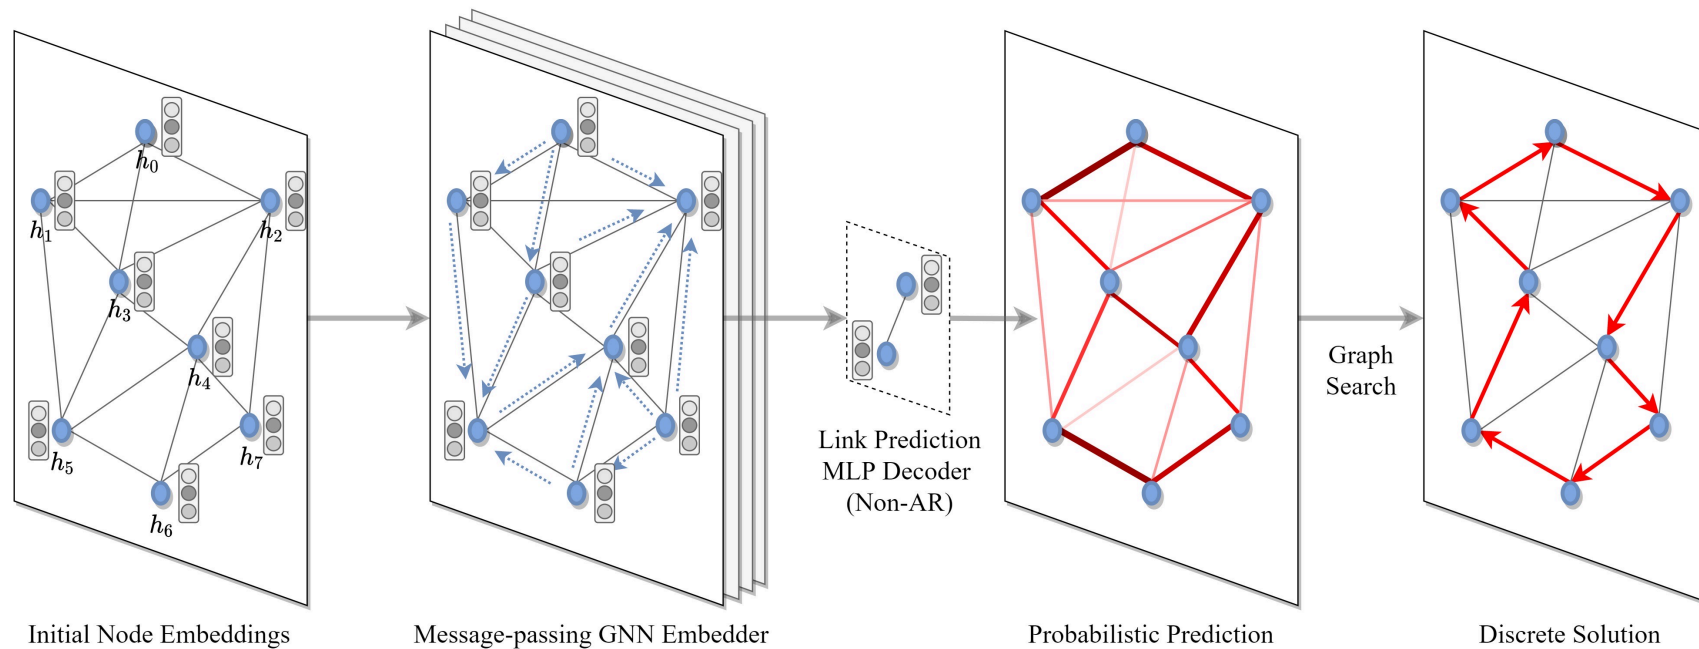 h0
h1
h2
h3
h4
h5
h7
h6
Link Prediction
MLP Decoder
(Non-AR)
Graph
Search
Initial Node Embeddings
Message-passing GNN Embedder
Probabilistic Prediction
Discrete Solution